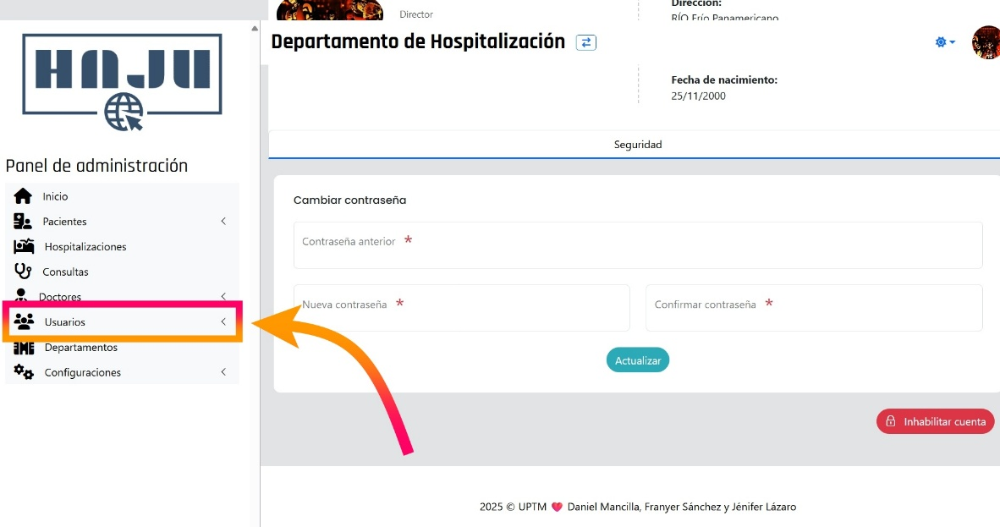 Director
Dirección:
RÍO Frío Panamericano
Departamento de Hospitalización
HNJU
Fecha de nacimiento:
25/11/2000
Seguridad
Panel de administración
Inicio
Pacientes
Hospitalizaciones
Consultas
Doctores
Usuarios
Departamentos
Configuraciones
Cambiar contraseña
Contraseña anterior *
Nueva contraseña *
Confirmar contraseña *
Actualizar
Inhabilitar cuenta
2025 © UPTM ❤ Daniel Mancilla, Franyer Sánchez y Jénifer Lázaro